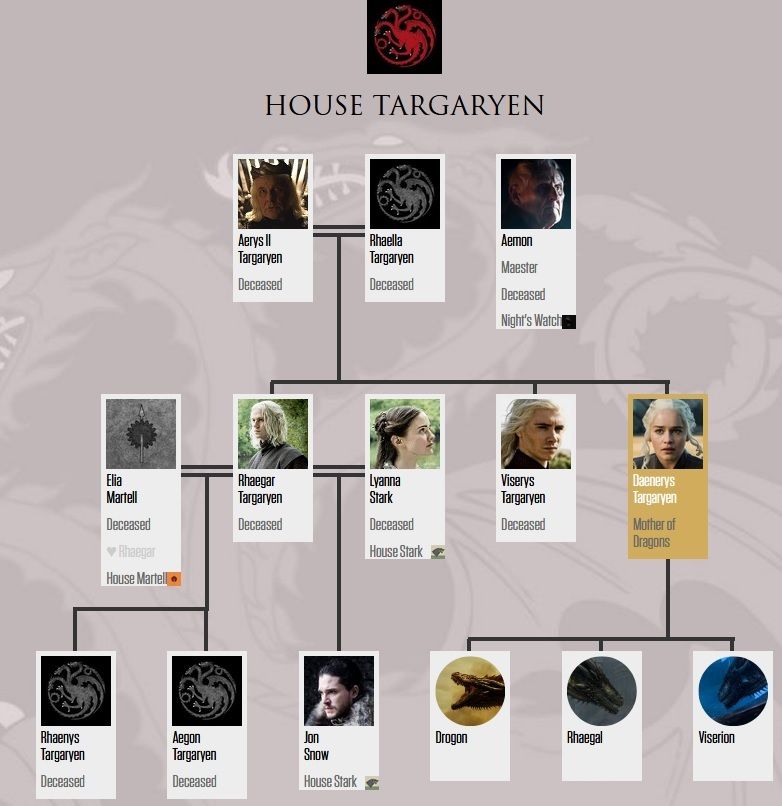 HOUSE TARGARYEN
Aerys II
Targaryen
Deceased
Rhaella
Targaryen
Deceased
Aemon
Maester
Deceased
Night's Watch
Elia
Martell
Deceased
♥ Rhaegar
House Martell
Rhaegar
Targaryen
Deceased
Lyanna
Stark
Deceased
House Stark
Viserys
Targaryen
Deceased
Daenerys
Targaryen
Mother of
Dragons
Rhaenys
Targaryen
Deceased
Aegon
Targaryen
Deceased
Jon
Snow
House Stark
Drogon
Rhaegal
Viserion